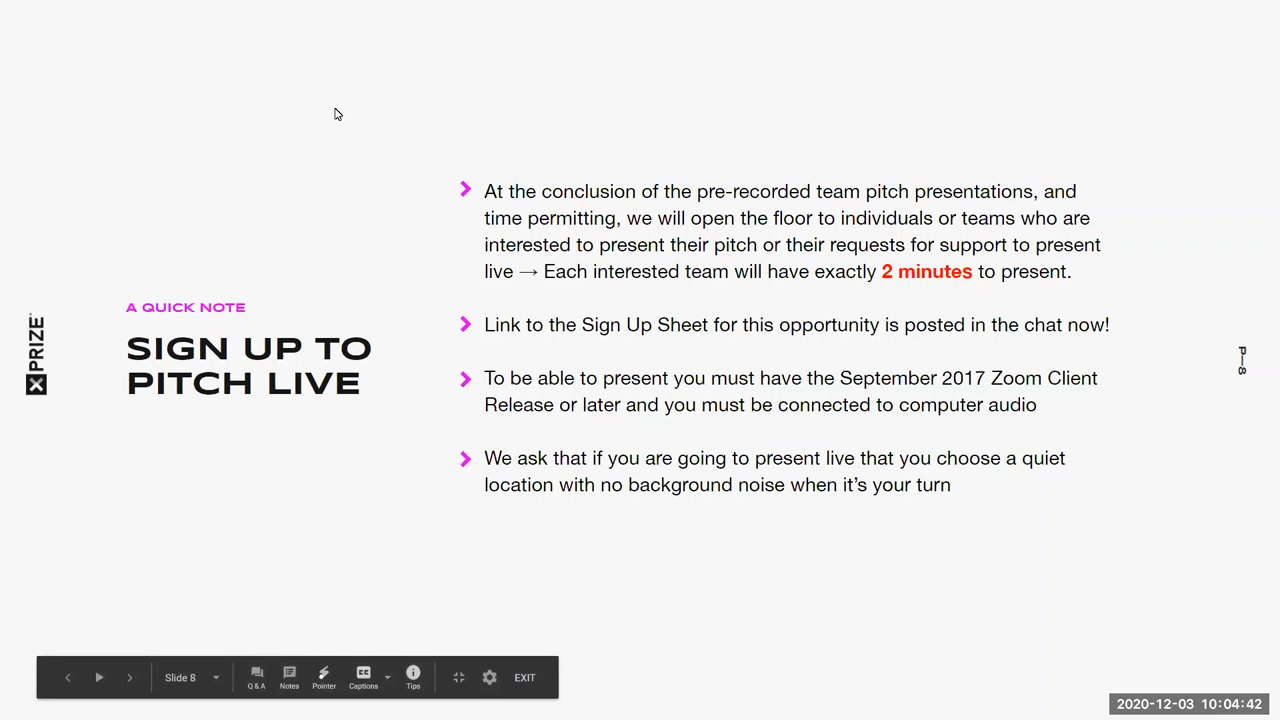 At the conclusion of the pre-recorded team pitch presentations, and
time permitting, we will open the floor to individuals or teams who are
interested to present their pitch or their requests for support to present
live → Each interested team will have exactly 2 minutes to present.
A QUICK NOTE
SIGN UP TO
PITCH LIVE
XPRIZE
Link to the Sign Up Sheet for this opportunity is posted in the chat now!
P—8
To be able to present you must have the September 2017 Zoom Client
Release or later and you must be connected to computer audio
We ask that if you are going to present live that you choose a quiet
location with no background noise when it’s your turn
Slide 8
Q & A
Notes
Pointer
CC
Captions
Tips
EXIT
2020-12-03 10:04:42